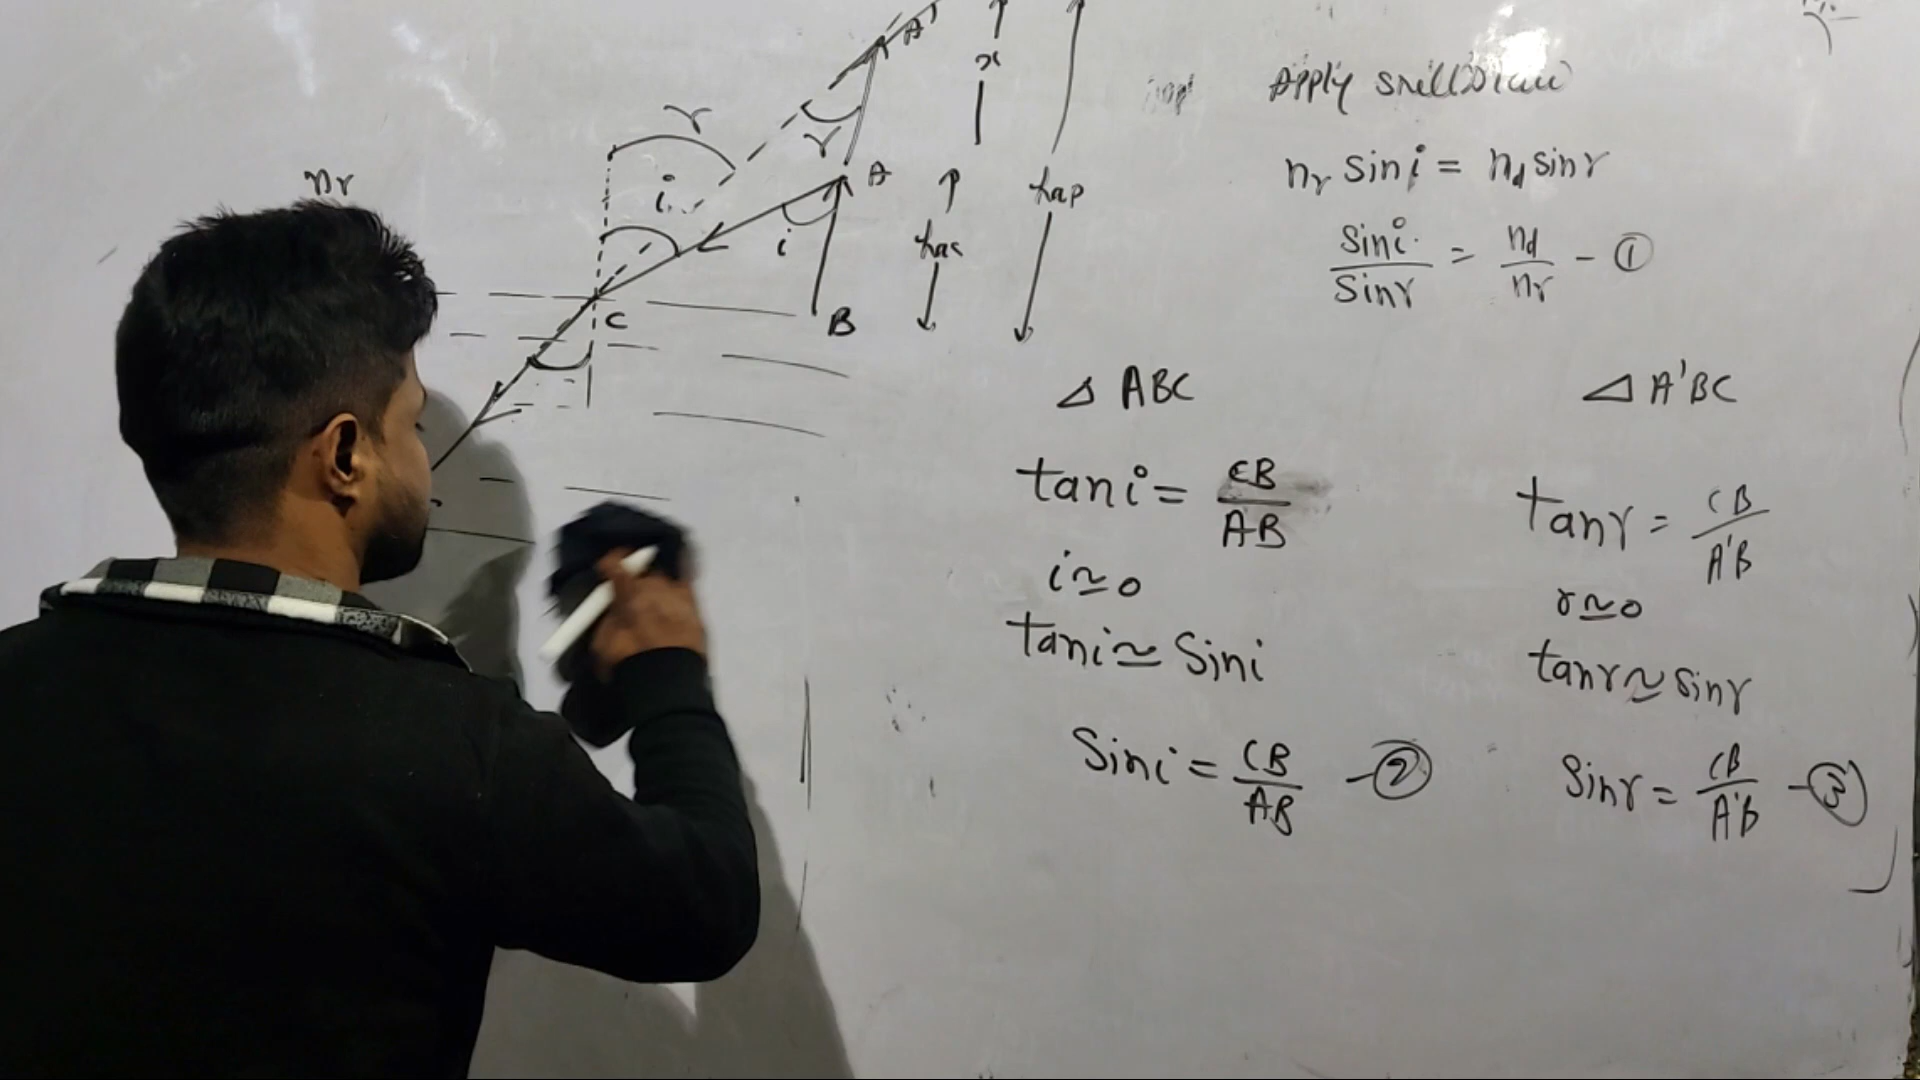 nr
r
i
r
A'
A
i
C
B
x
hac
hap
Apply snell's law
nr sin i = nd sin r
sin i / sin r = nd / nr - ①
△ ABC
tan i = CB / AB
i ≃ 0
tan i ≃ sin i
sin i = CB / AB - ②
△ A'BC
tan r = CB / A'B
r ≃ 0
tan r ≃ sin r
sin r = CB / A'B - ③